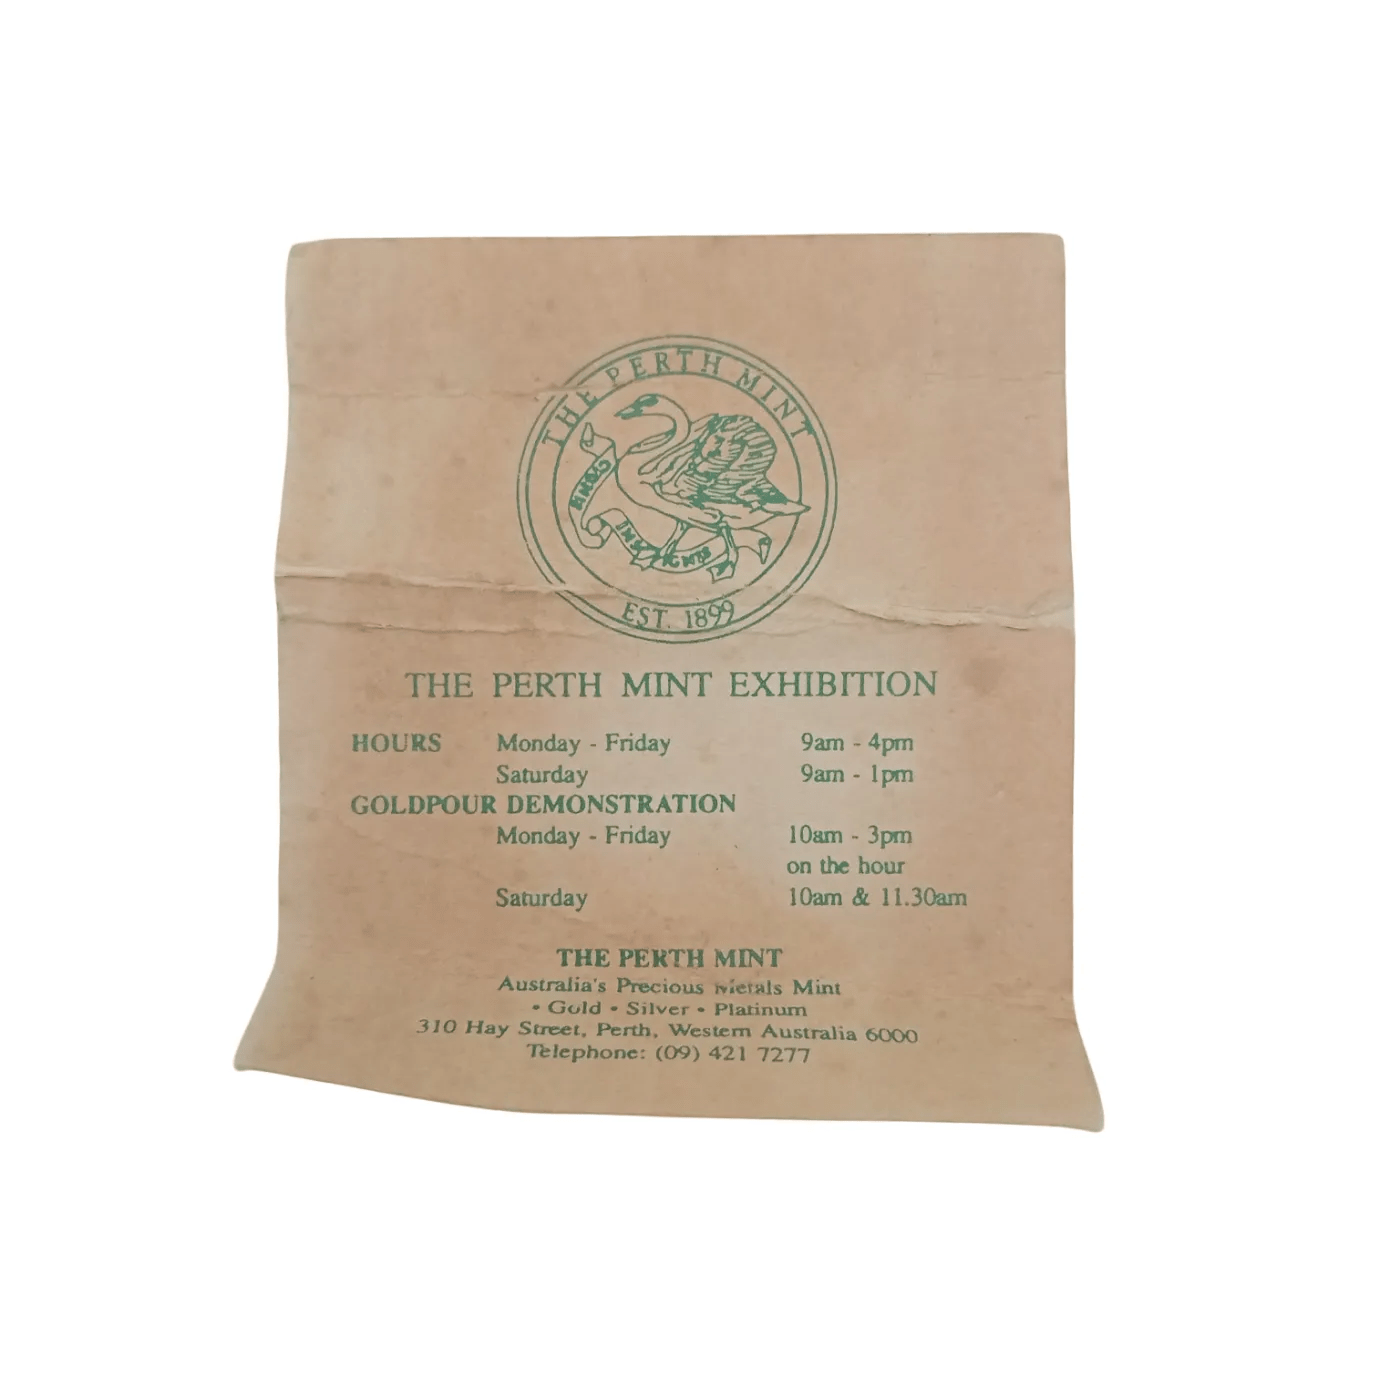 THE PERTH MINT
CYGNIS
INSIGNIS
EST. 1899
THE PERTH MINT EXHIBITION
HOURS Monday - Friday 9am - 4pm
Saturday 9am - 1pm
GOLDPOUR DEMONSTRATION
Monday - Friday 10am - 3pm
on the hour
Saturday 10am & 11.30am
THE PERTH MINT
Australia's Precious Metals Mint
• Gold • Silver • Platinum
310 Hay Street, Perth, Western Australia 6000
Telephone: (09) 421 7277